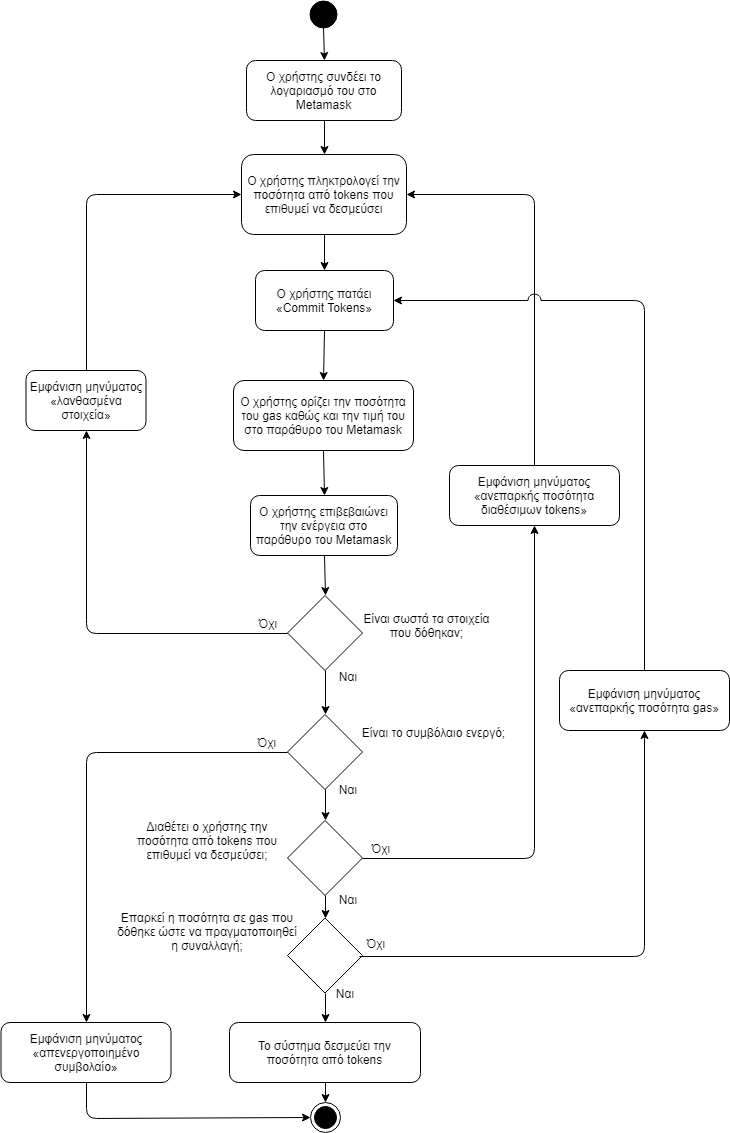 Ο χρήστης συνδέει το
λογαριασμό του στο
Metamask
Ο χρήστης πληκτρολογεί την
ποσότητα από tokens που
επιθυμεί να δεσμεύσει
Ο χρήστης πατάει
«Commit Tokens»
Εμφάνιση μηνύματος
«λανθασμένα
στοιχεία»
Ο χρήστης ορίζει την ποσότητα
του gas καθώς και την τιμή του
στο παράθυρο του Metamask
Εμφάνιση μηνύματος
«ανεπαρκής ποσότητα
διαθέσιμων tokens»
Ο χρήστης επιβεβαιώνει
την ενέργεια στο
παράθυρο του Metamask
Όχι
Είναι σωστά τα στοιχεία
που δόθηκαν;
Ναι
Εμφάνιση μηνύματος
«ανεπαρκής ποσότητα gas»
Όχι
Είναι το συμβόλαιο ενεργό;
Ναι
Διαθέτει ο χρήστης την
ποσότητα από tokens που
επιθυμεί να δεσμεύσει;
Όχι
Ναι
Επαρκεί η ποσότητα σε gas που
δόθηκε ώστε να πραγματοποιηθεί
η συναλλαγή;
Όχι
Ναι
Εμφάνιση μηνύματος
«απενεργοποιημένο
συμβολαίο»
Το σύστημα δεσμεύει την
ποσότητα από tokens